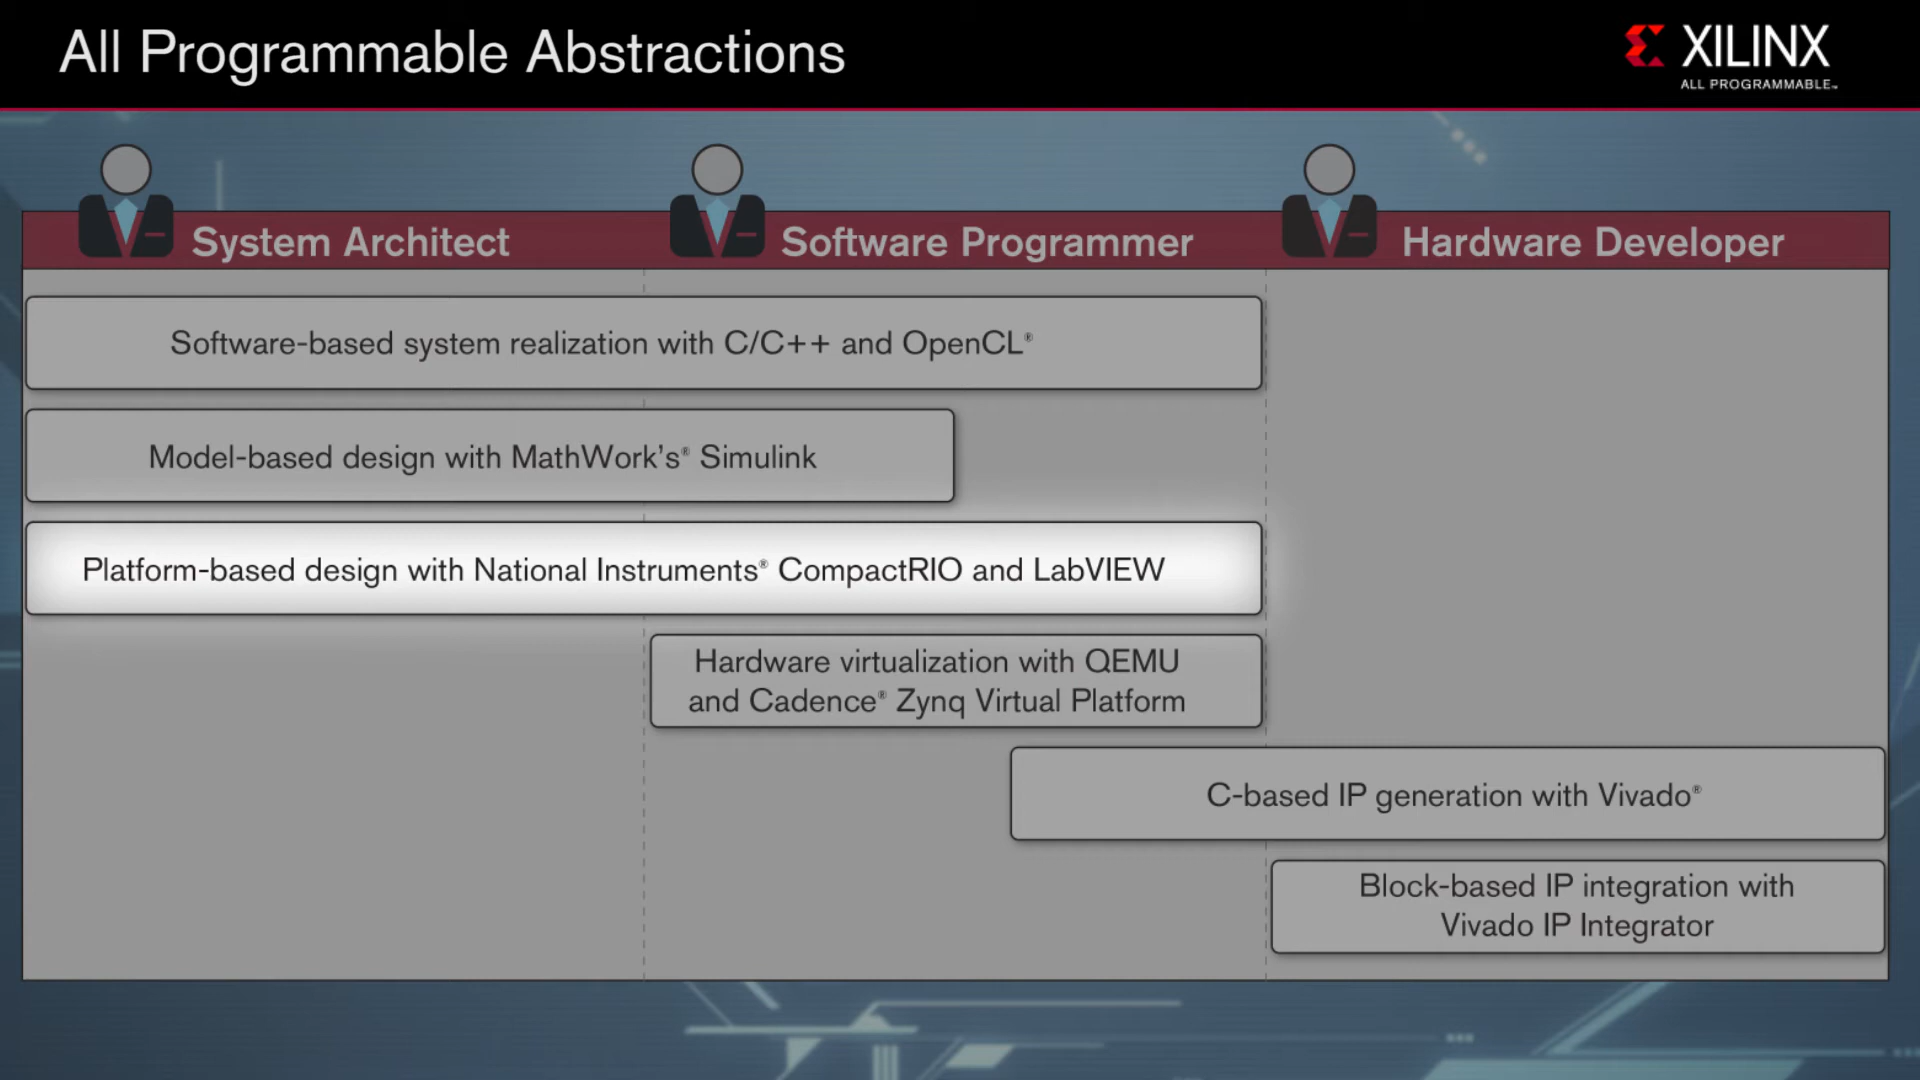 All Programmable Abstractions
XILINX
ALL PROGRAMMABLE™
System Architect
Software Programmer
Hardware Developer
Software-based system realization with C/C++ and OpenCL®
Model-based design with MathWork's® Simulink
Platform-based design with National Instruments® CompactRIO and LabVIEW
Hardware virtualization with QEMU
and Cadence® Zynq Virtual Platform
C-based IP generation with Vivado®
Block-based IP integration with
Vivado IP Integrator